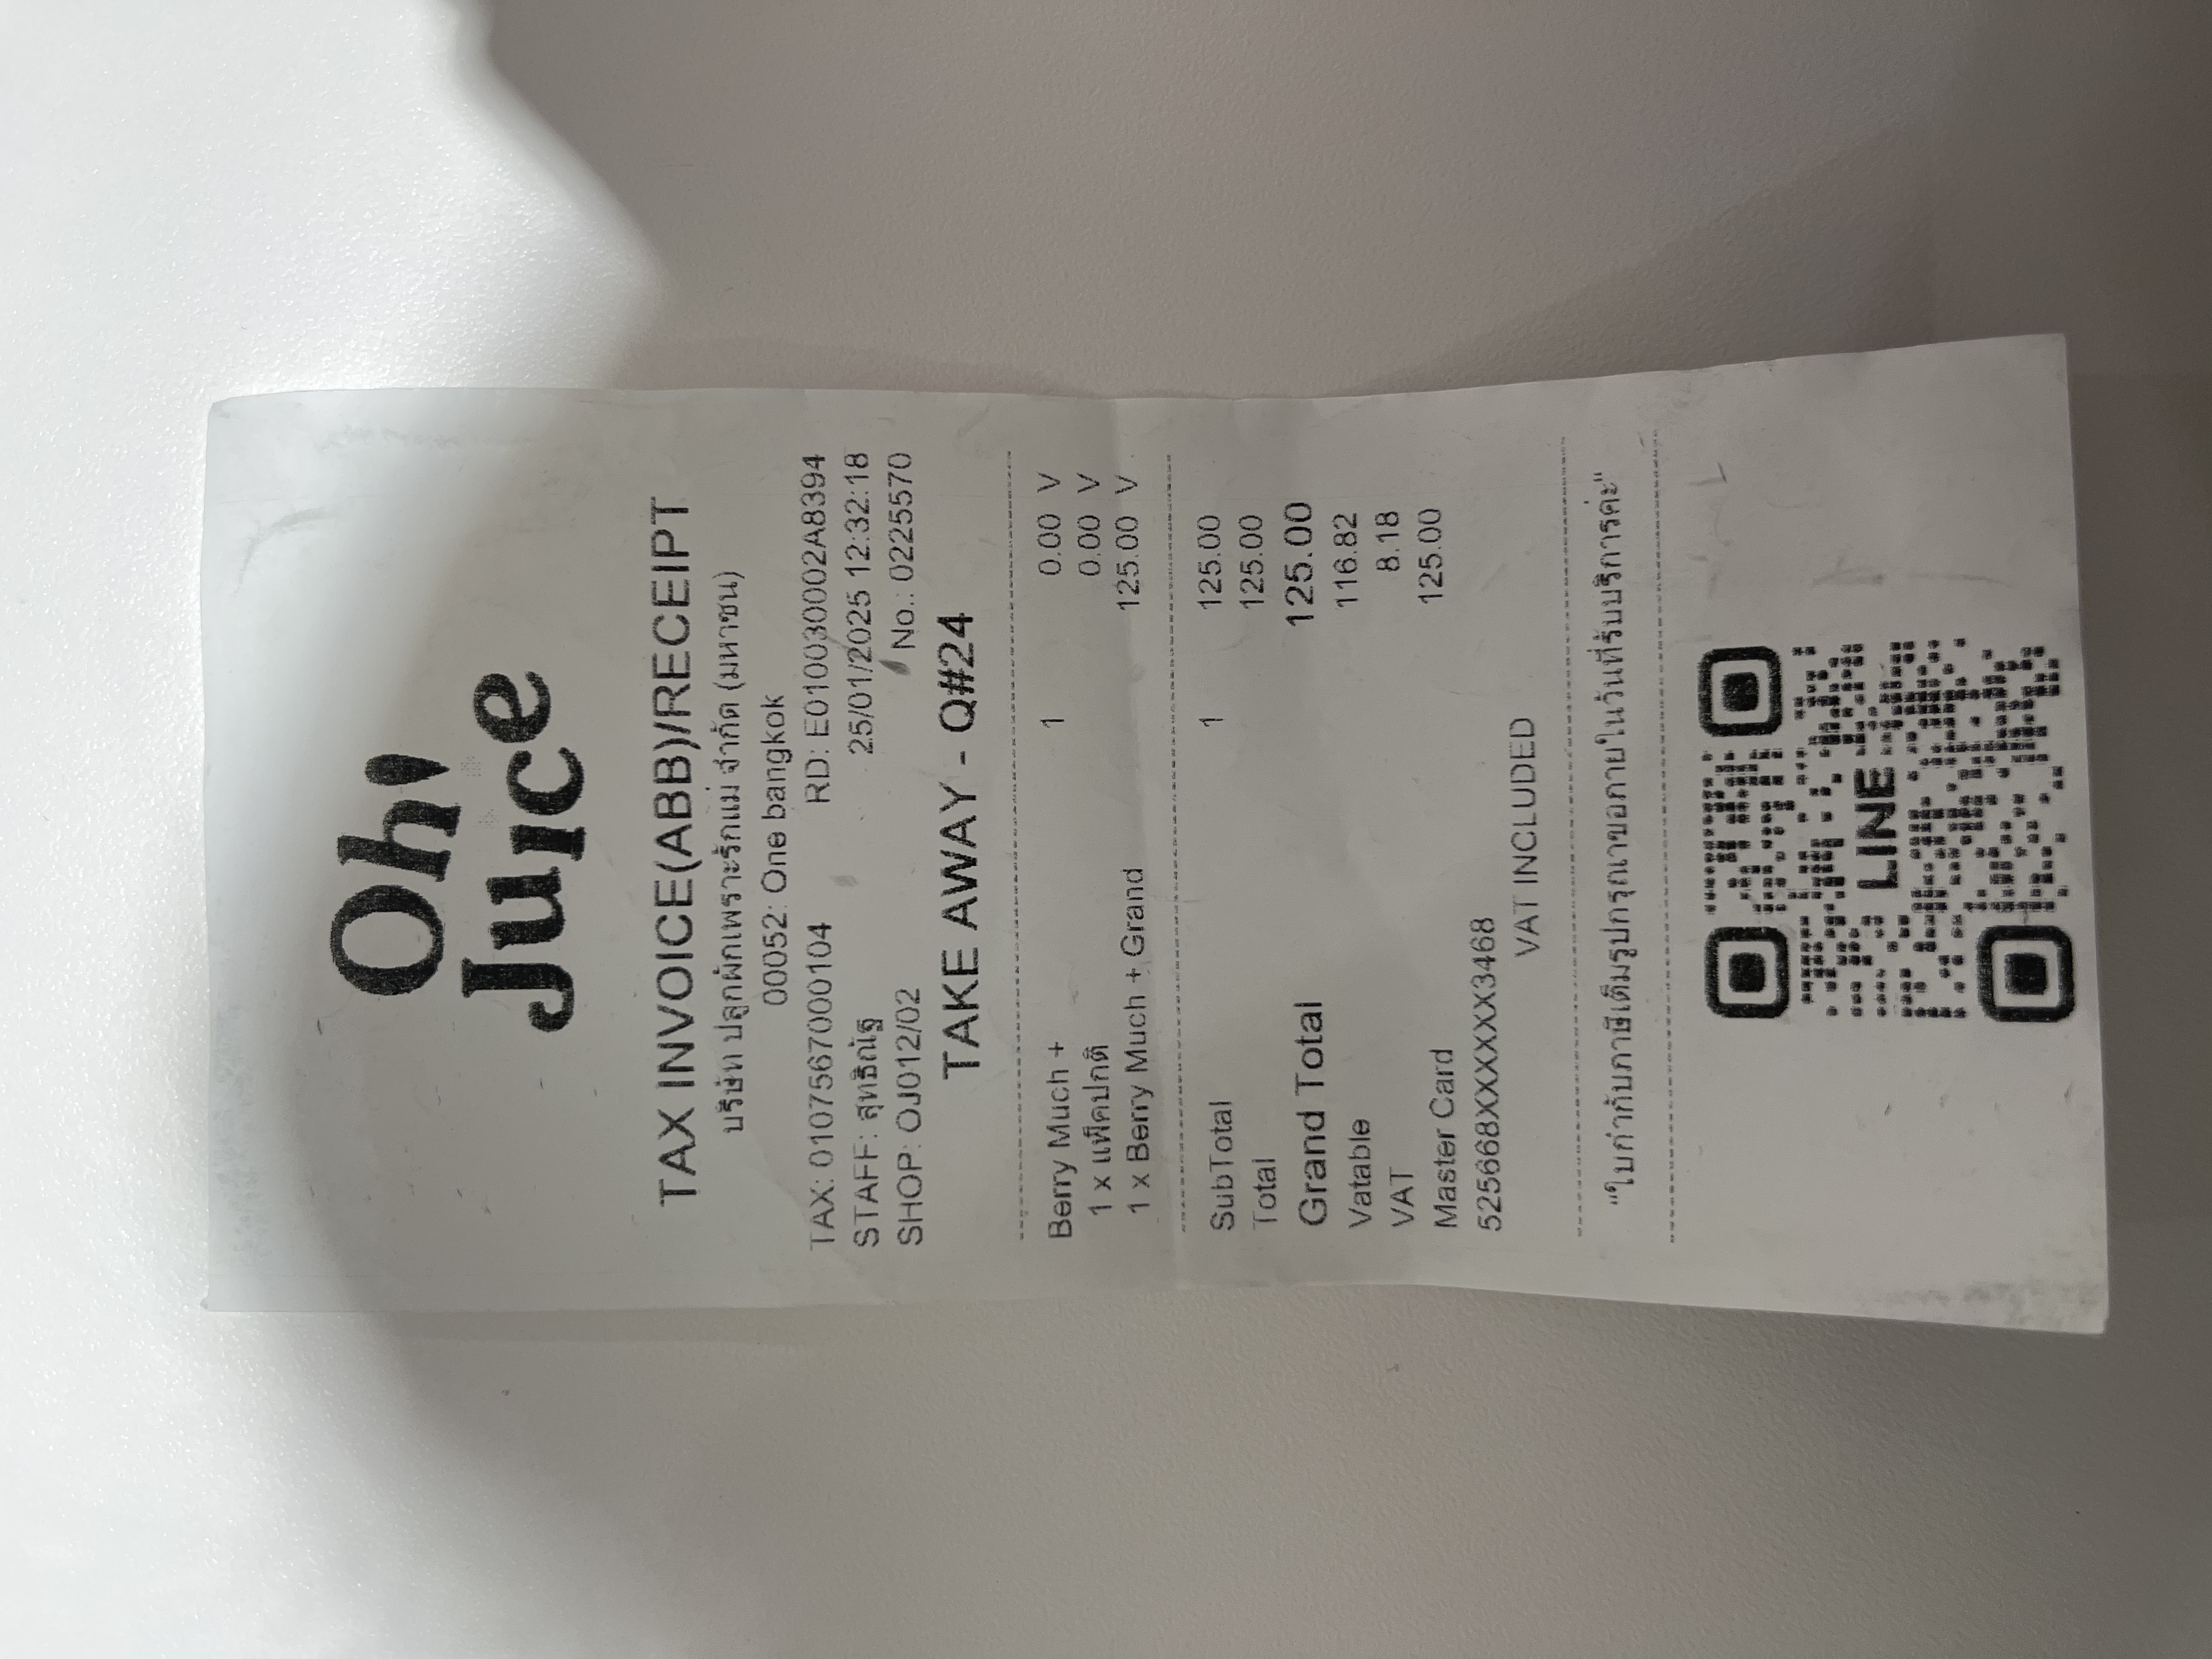 Oh!
Juice
TAX INVOICE(ABB)/RECEIPT
บริษัท ปลูกผักเพราะรักแม่ จำกัด (มหาชน)
00052: One bangkok
TAX: 0107567000104 RD: E010030002A8394
STAFF: สุทธิณัฐ 25/01/2025 12:32:18
SHOP: OJ012/02 No.: 0225570
TAKE AWAY - Q#24
Berry Much + 1 0.00 V
1 x แพ็คปกติ 0.00 V
1 x Berry Much + Grand 125.00 V
SubTotal 1 125.00
Total 125.00
Grand Total 125.00
Vatable 116.82
VAT 8.18
Master Card 125.00
525668XXXXXX3468
VAT INCLUDED
"ใบกำกับภาษีเต็มรูปกรุณาขอภายในวันที่รับบริการค่ะ"
LINE